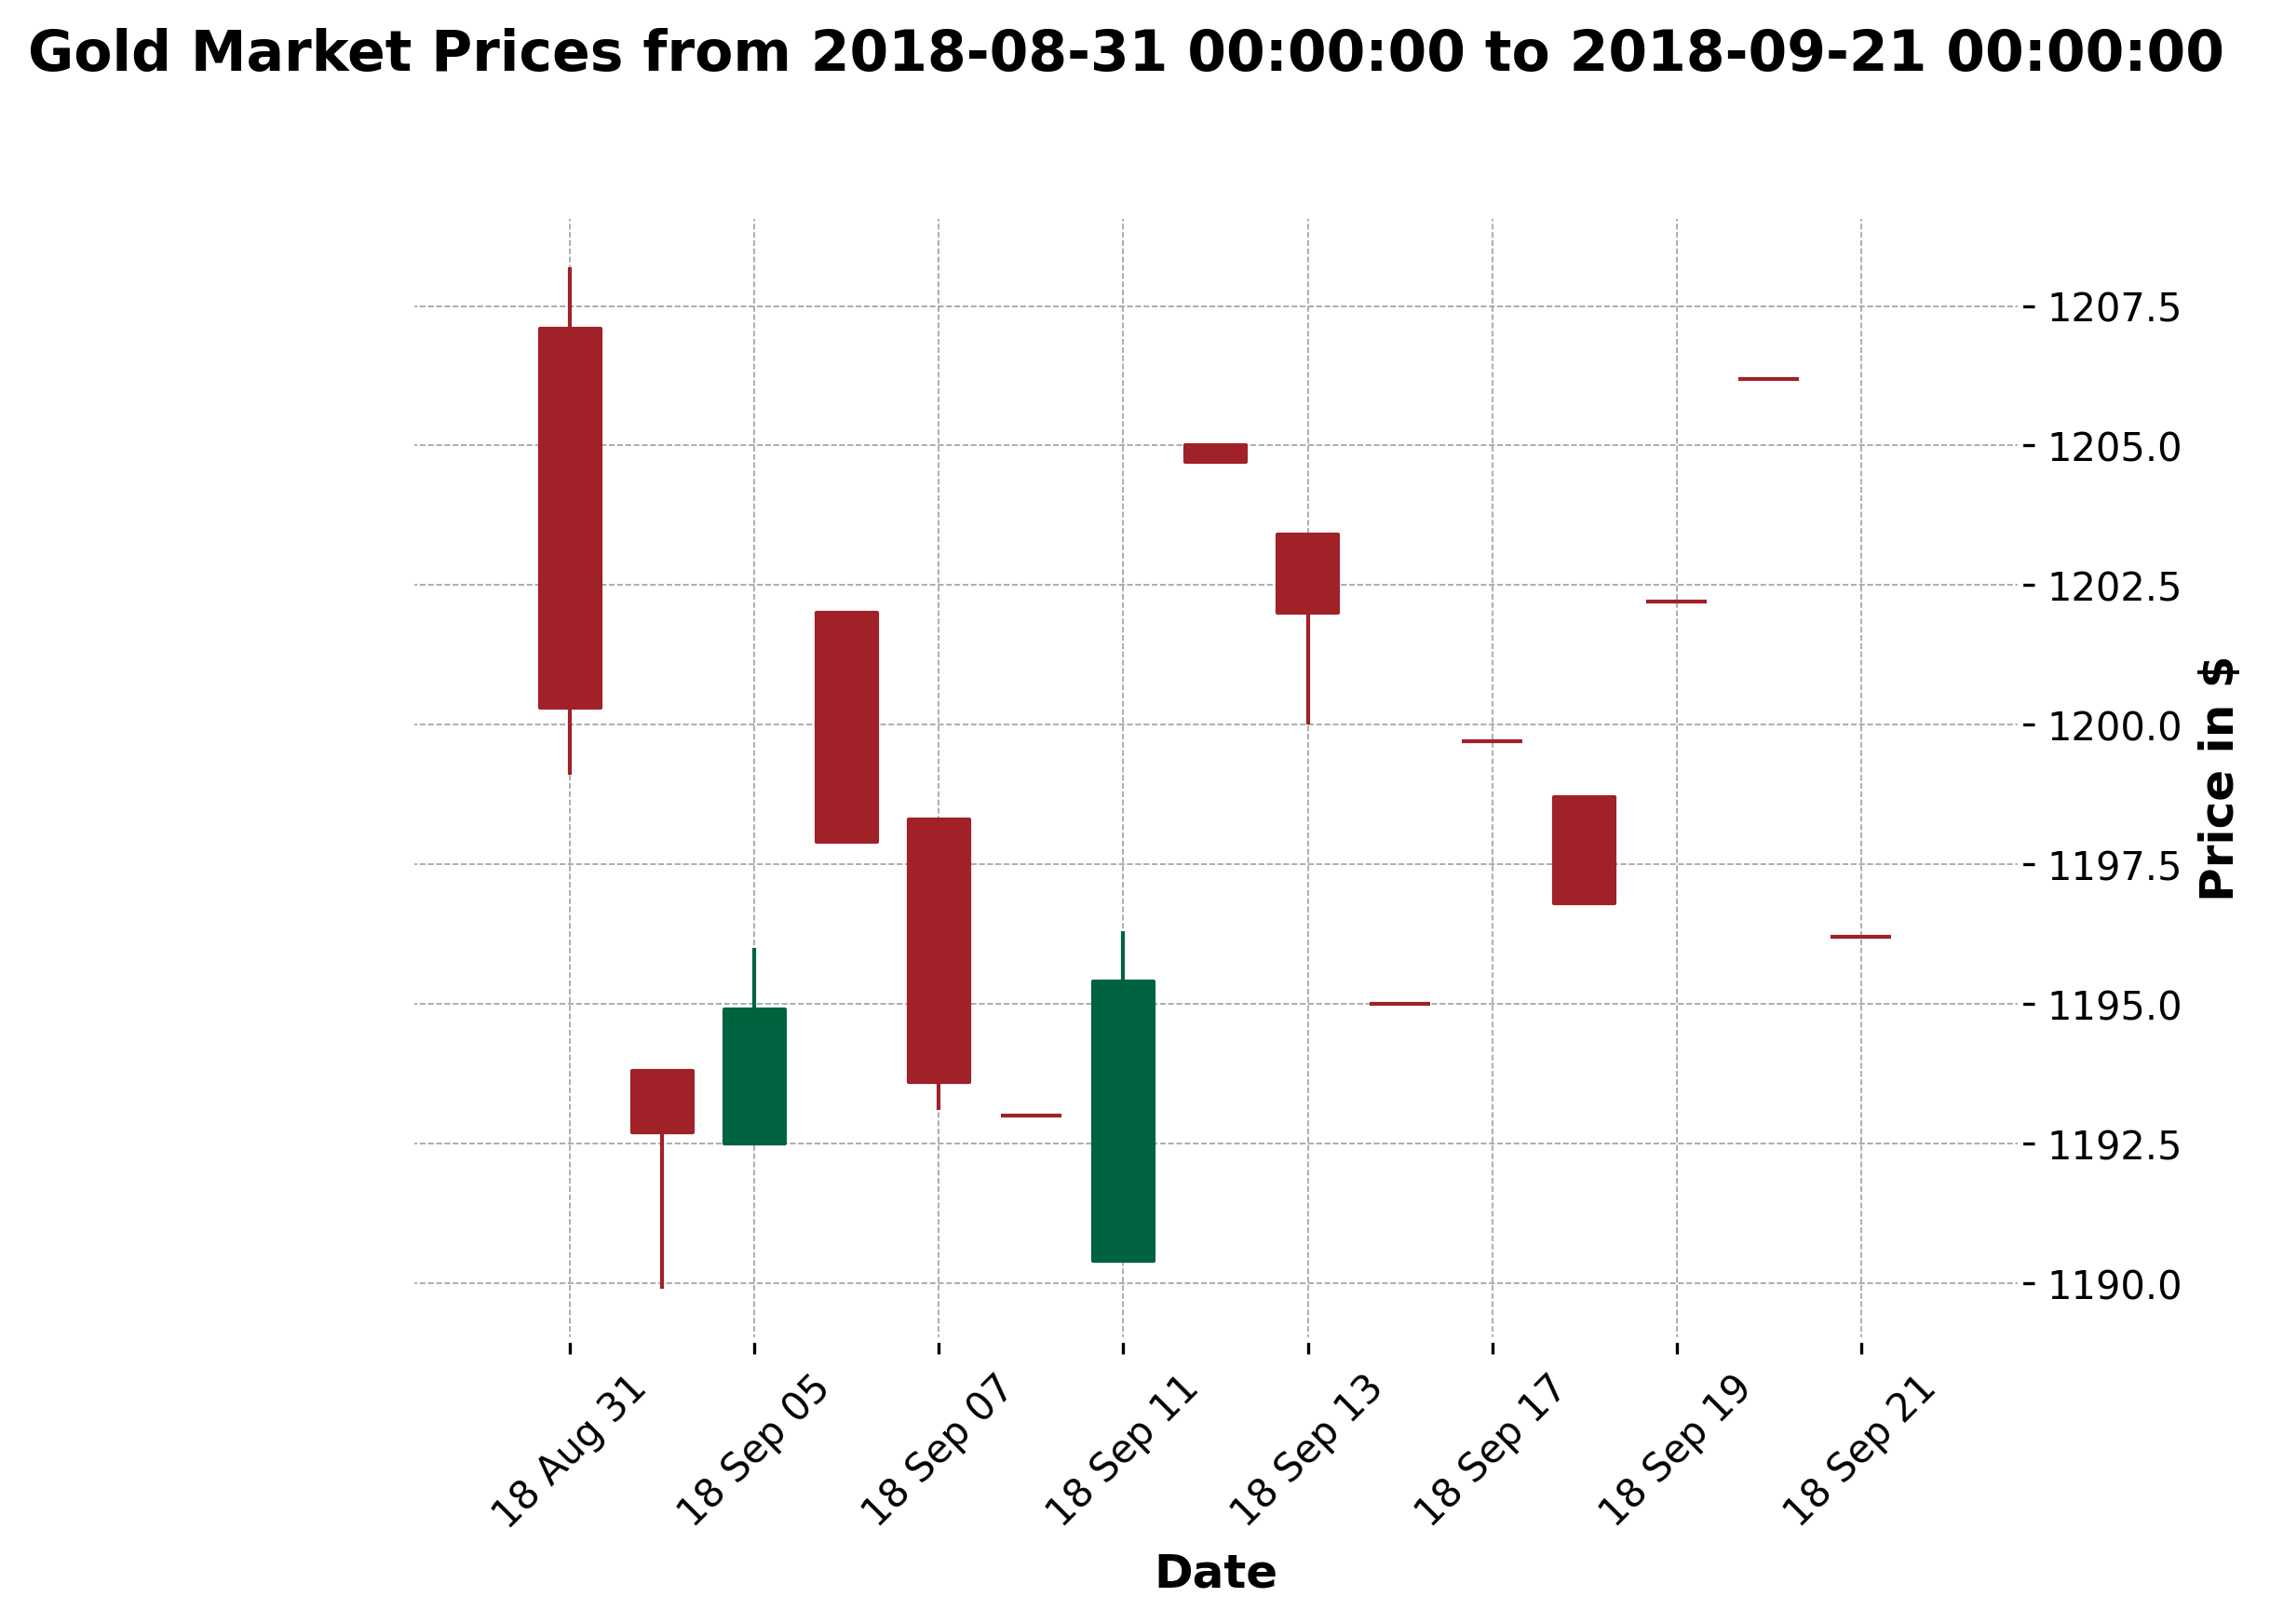 Gold Market Prices from 2018-08-31 00:00:00 to 2018-09-21 00:00:00
1207.5
1205.0
1202.5
1200.0
1197.5
1195.0
1192.5
1190.0
Price in $
18 Aug 31
18 Sep 05
18 Sep 07
18 Sep 11
18 Sep 13
18 Sep 17
18 Sep 19
18 Sep 21
Date